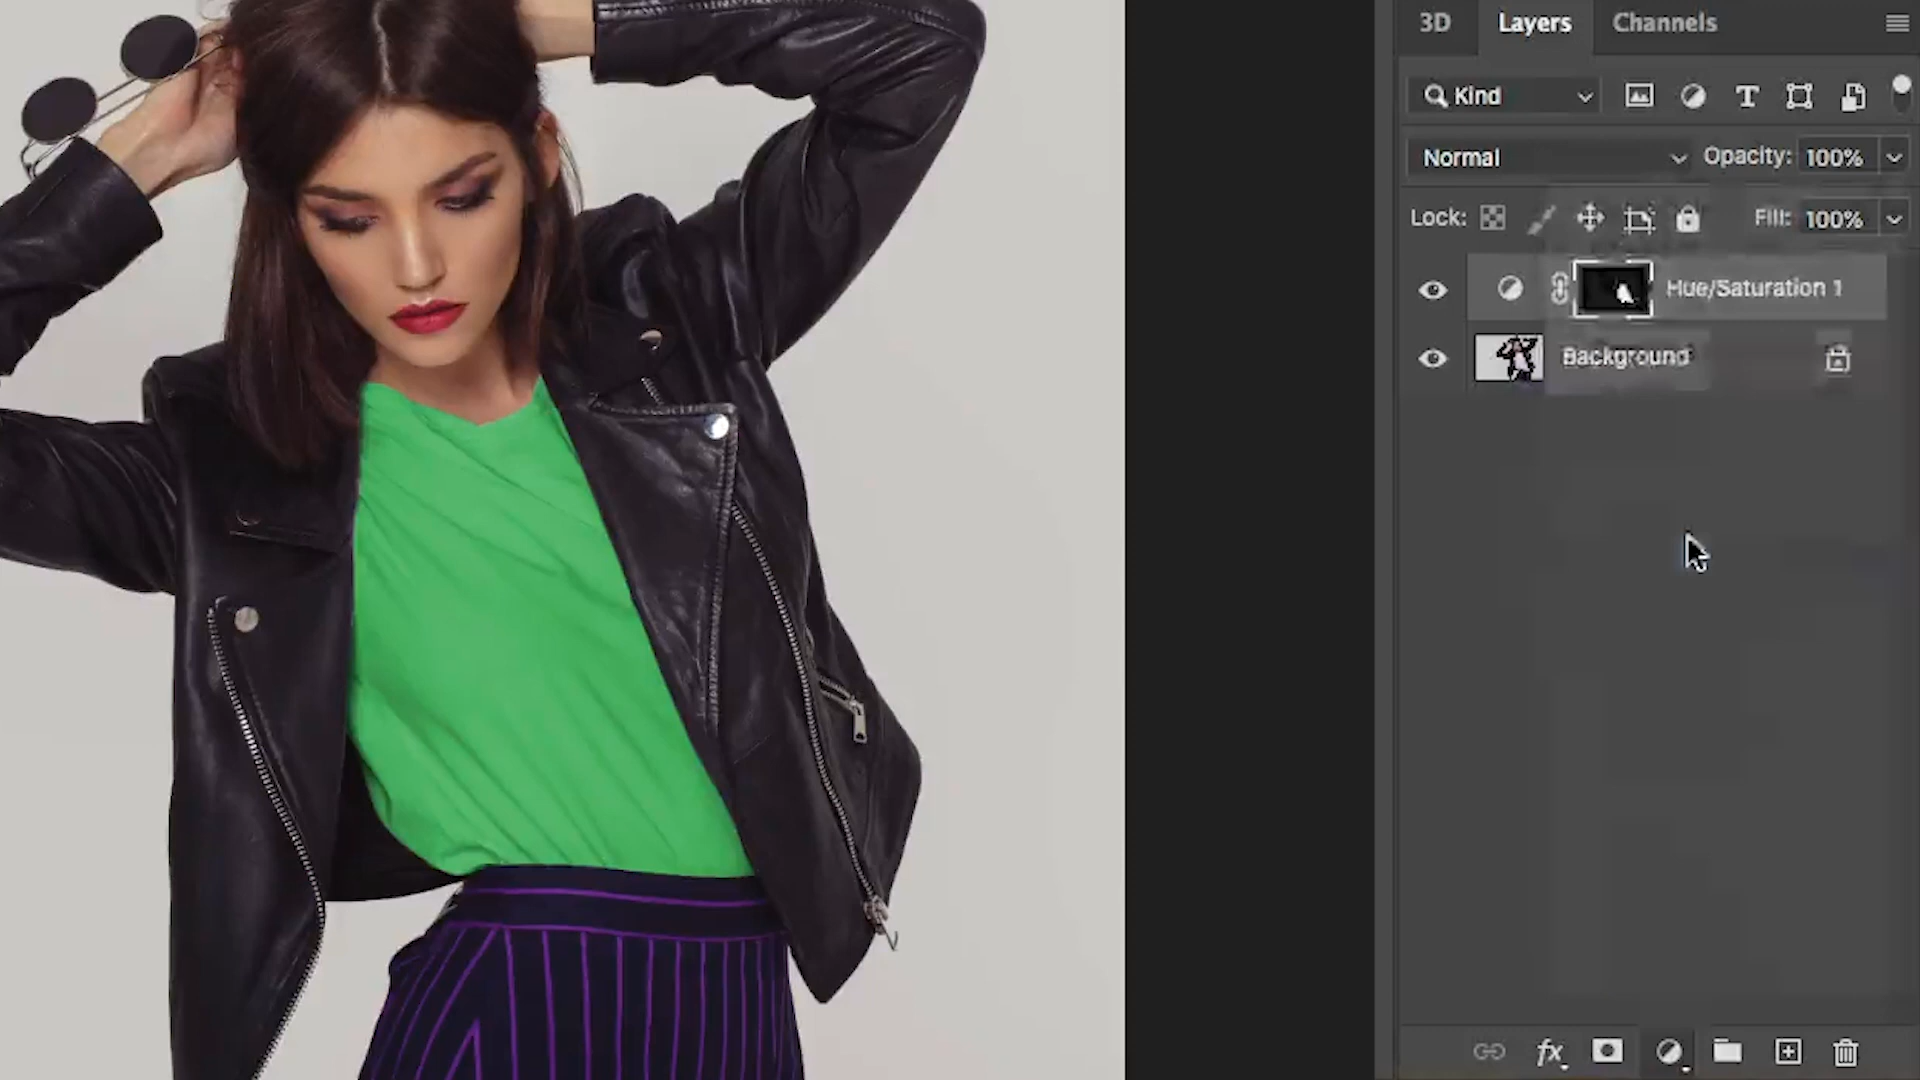 3D Layers Channels
Kind
Normal Opacity: 100%
Lock: Fill: 100%
Hue/Saturation 1
Background
fx